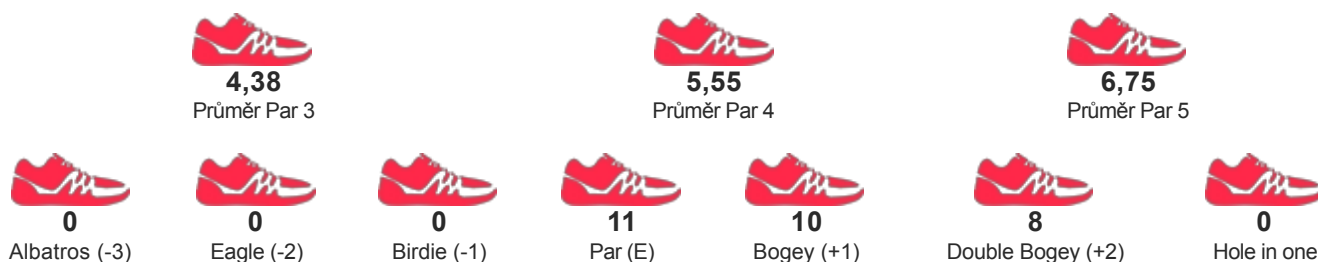 4,38 5,55 6,75
Průměr Par 3 Průměr Par 4 Průměr Par 5
0 0 0 11 10 8 0
Albatros (-3) Eagle (-2) Birdie (-1) Par (E) Bogey (+1) Double Bogey (+2) Hole in one